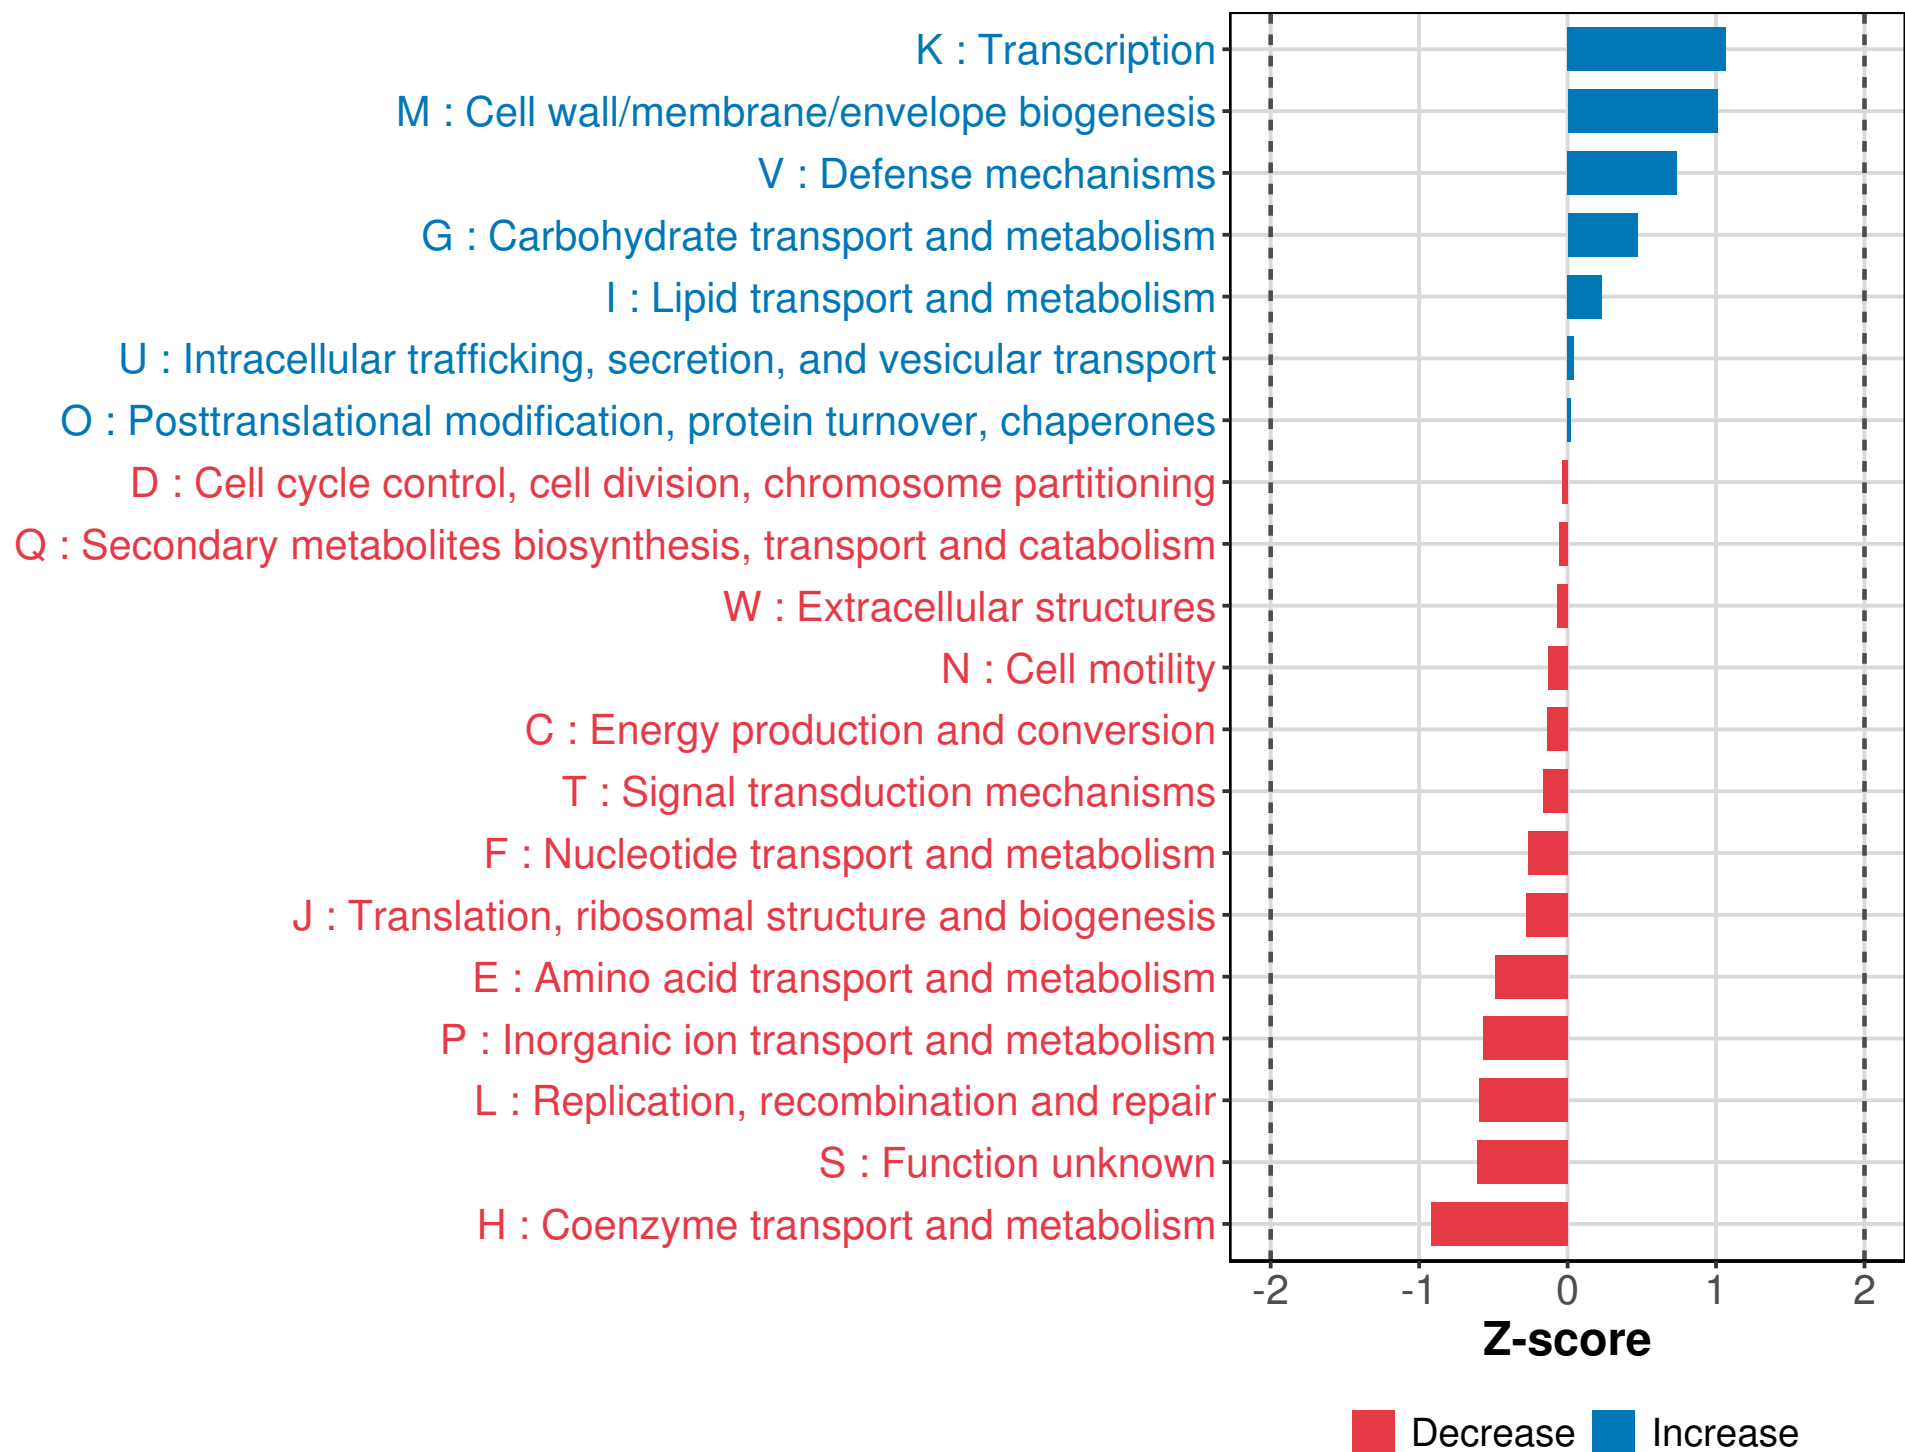 K : Transcription
M : Cell wall/membrane/envelope biogenesis
V : Defense mechanisms
G : Carbohydrate transport and metabolism
I : Lipid transport and metabolism
U : Intracellular trafficking, secretion, and vesicular transport
O : Posttranslational modification, protein turnover, chaperones
D : Cell cycle control, cell division, chromosome partitioning
Q : Secondary metabolites biosynthesis, transport and catabolism
W : Extracellular structures
N : Cell motility
C : Energy production and conversion
T : Signal transduction mechanisms
F : Nucleotide transport and metabolism
J : Translation, ribosomal structure and biogenesis
E : Amino acid transport and metabolism
P : Inorganic ion transport and metabolism
L : Replication, recombination and repair
S : Function unknown
H : Coenzyme transport and metabolism
-2 -1 0 1 2
Z-score
Decrease Increase